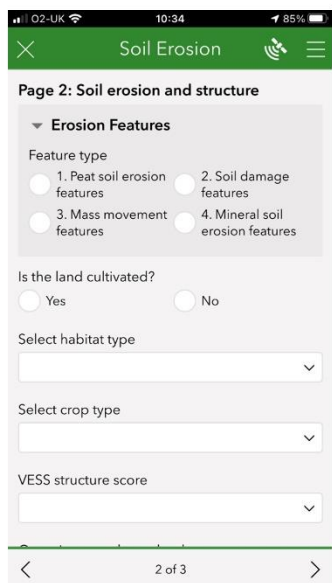 O2-UK 10:34 85%
Soil Erosion
Page 2: Soil erosion and structure
Erosion Features
Feature type
1. Peat soil erosion features
2. Soil damage features
3. Mass movement features
4. Mineral soil erosion features
Is the land cultivated?
Yes No
Select habitat type
Select crop type
VESS structure score
2 of 3